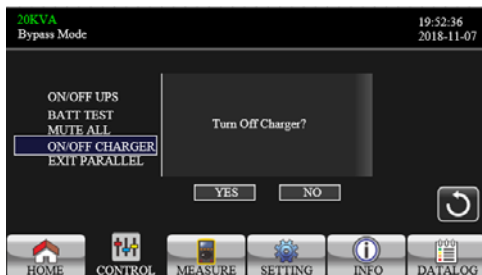 20KVA
Bypass Mode
19:52:36
2018-11-07
ON/OFF UPS
BATT TEST
MUTE ALL
ON/OFF CHARGER
EXIT PARALLEL
Turn Off Charger?
YES
NO
HOME
CONTROL
MEASURE
SETTING
INFO
DATALOG